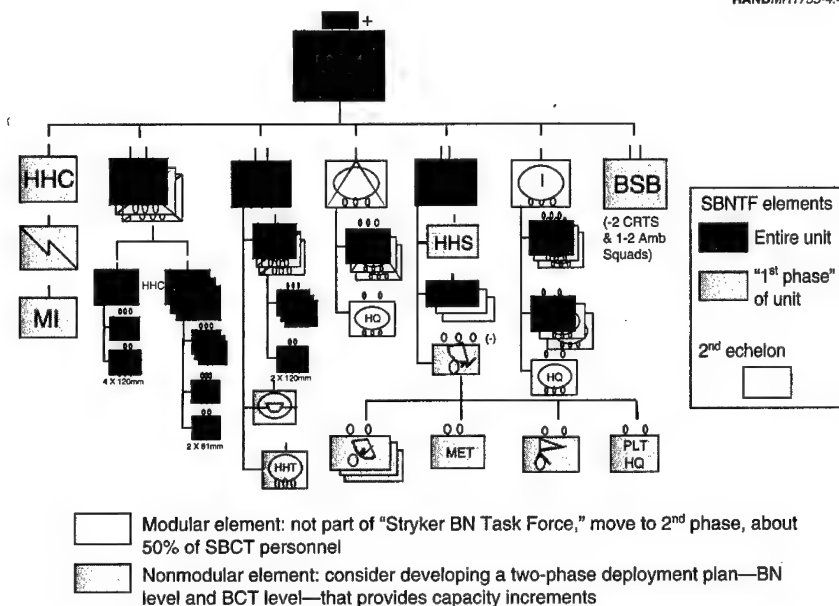 +
HHC
BSB
I
(-2 CRTS
& 1-2 Amb
Squads)
HHS
MI
HHC
HQ
(-)
HQ
4 X 120mm
2 X 81mm
2 X 120mm
HHT
MET
PLT
HQ
SBNTF elements
Entire unit
"1st phase"
of unit
2nd echelon
Modular element: not part of "Stryker BN Task Force," move to 2nd phase, about
50% of SBCT personnel
Nonmodular element: consider developing a two-phase deployment plan—BN
level and BCT level—that provides capacity increments